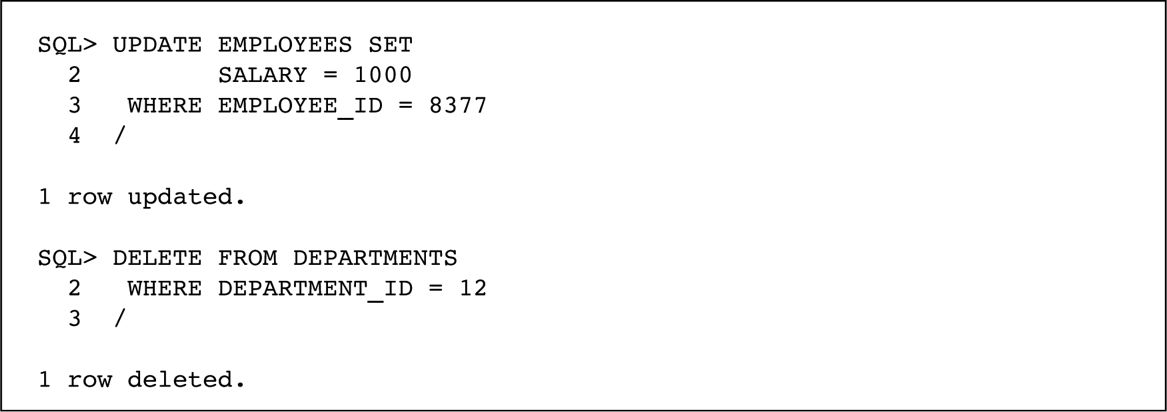 SQL> UPDATE EMPLOYEES SET
  2         SALARY = 1000
  3   WHERE EMPLOYEE_ID = 8377
  4  /
1 row updated.
SQL> DELETE FROM DEPARTMENTS
  2   WHERE DEPARTMENT_ID = 12
  3  /
1 row deleted.